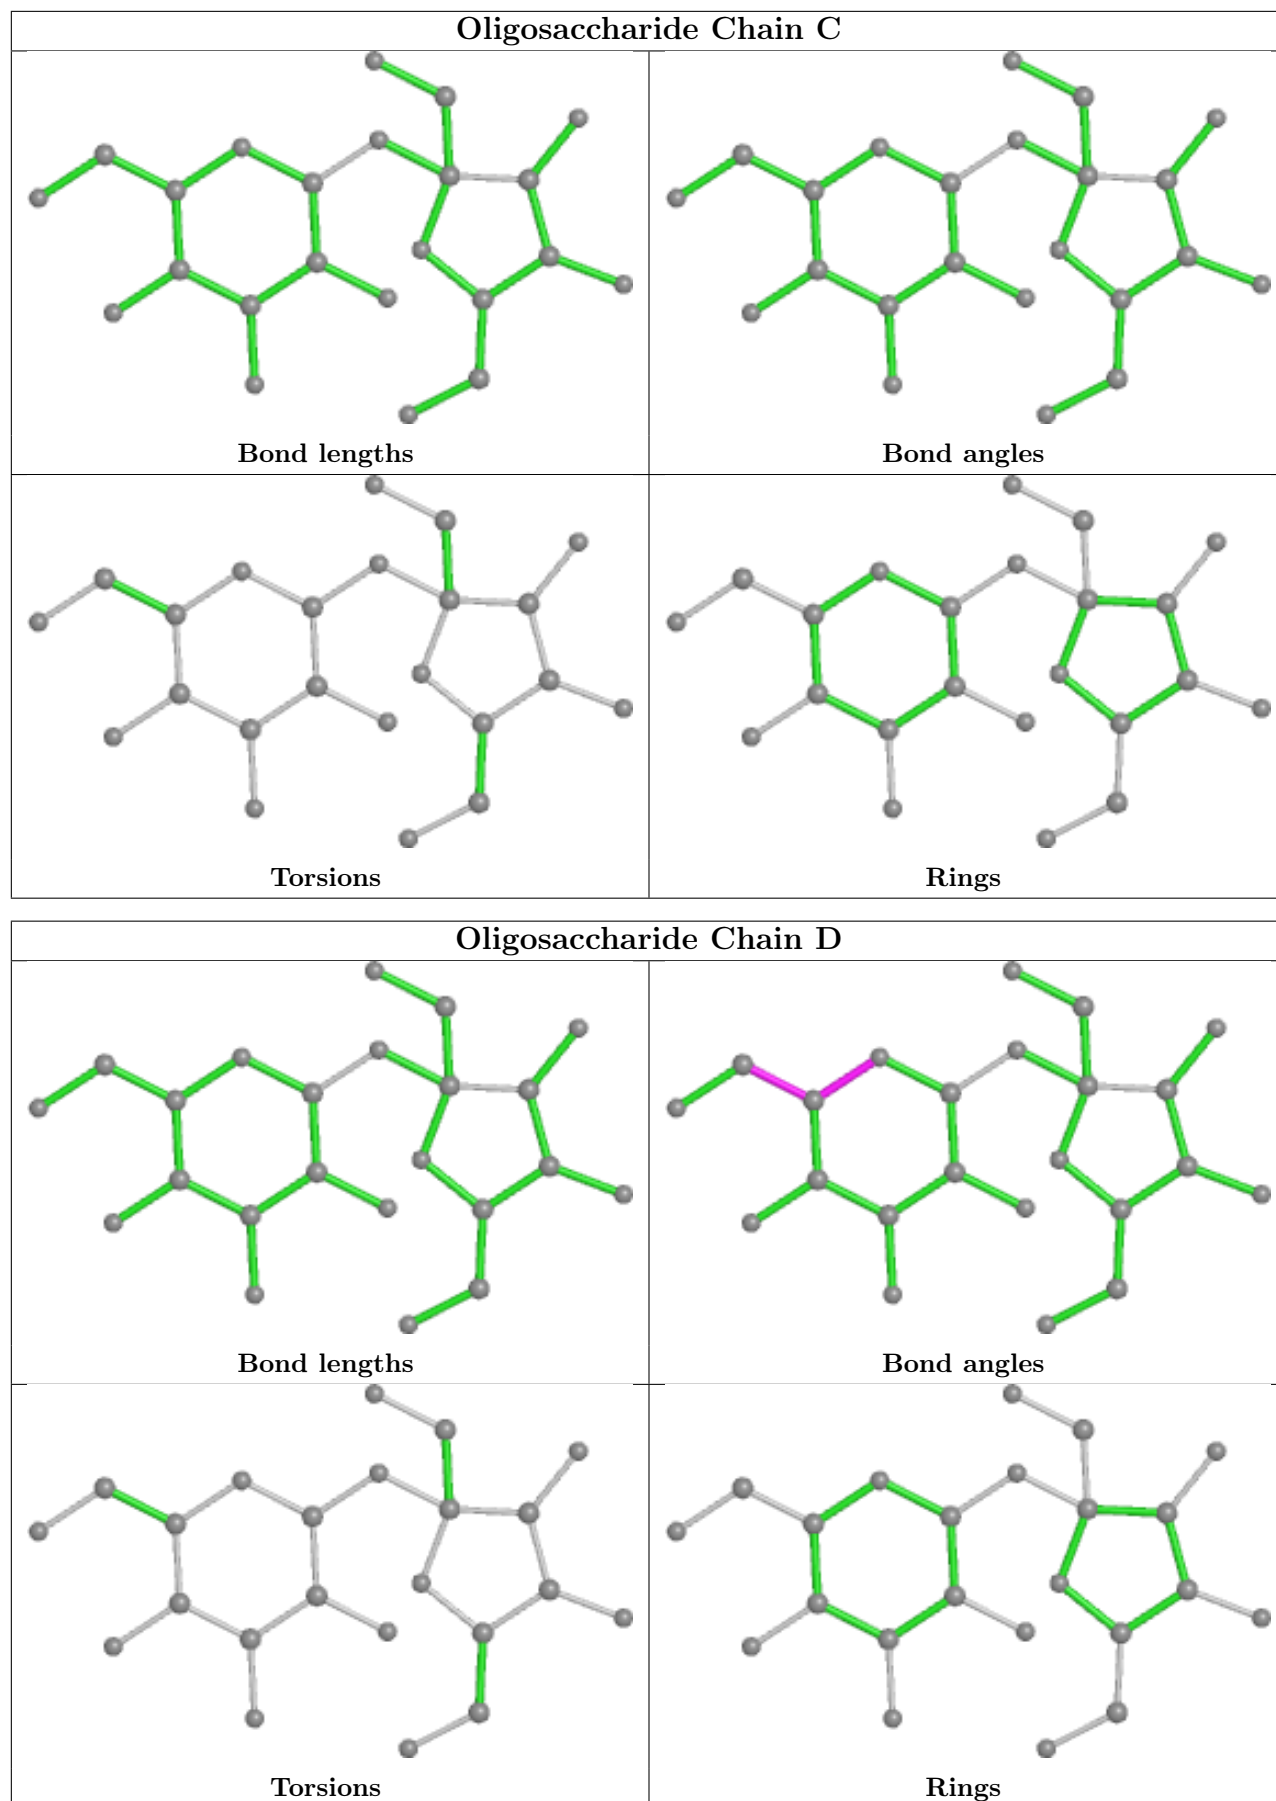 Oligosaccharide Chain C
Bond lengths
Bond angles
Torsions
Rings
Oligosaccharide Chain D
Bond lengths
Bond angles
Torsions
Rings